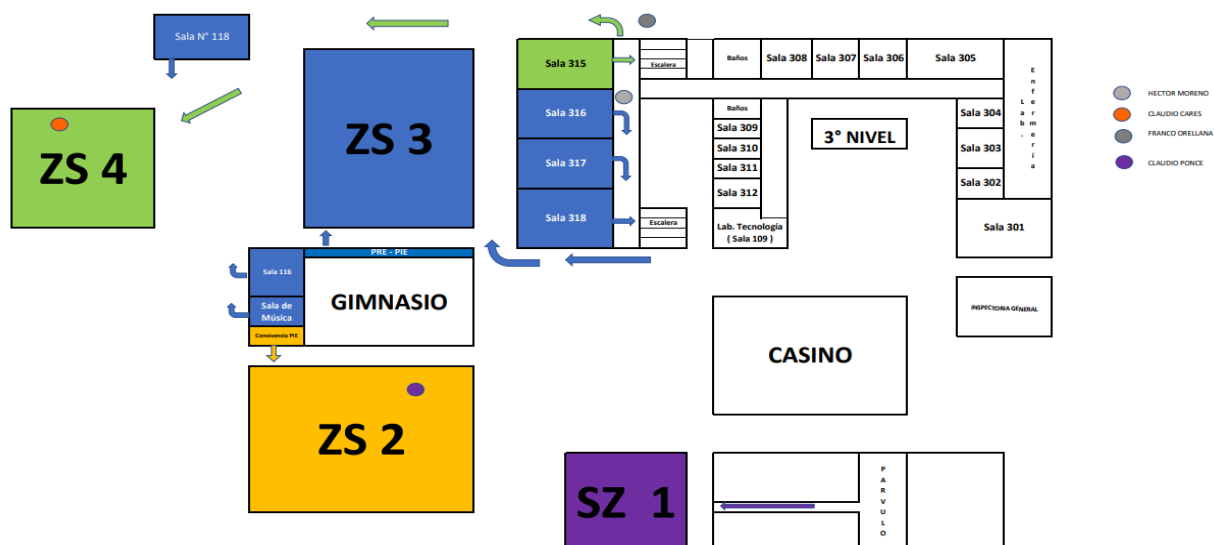 Sala N° 118
ZS 4
ZS 3
Sala 315
Sala 316
Sala 317
Sala 318
Escalera
Escalera
Baños
Sala 308
Sala 307
Sala 306
Sala 305
Lab. Enfermería
Baños
Sala 309
Sala 310
Sala 311
Sala 312
Lab. Tecnología
( Sala 109 )
3° NIVEL
Sala 304
Sala 303
Sala 302
Sala 301
HECTOR MORENO
CLAUDIO CARES
FRANCO ORELLANA
CLAUDIO PONCE
PRE - PIE
Sala 116
Sala de
Música
Convivencia PIE
GIMNASIO
INSPECTORIA GENERAL
CASINO
ZS 2
SZ 1
PARVULO